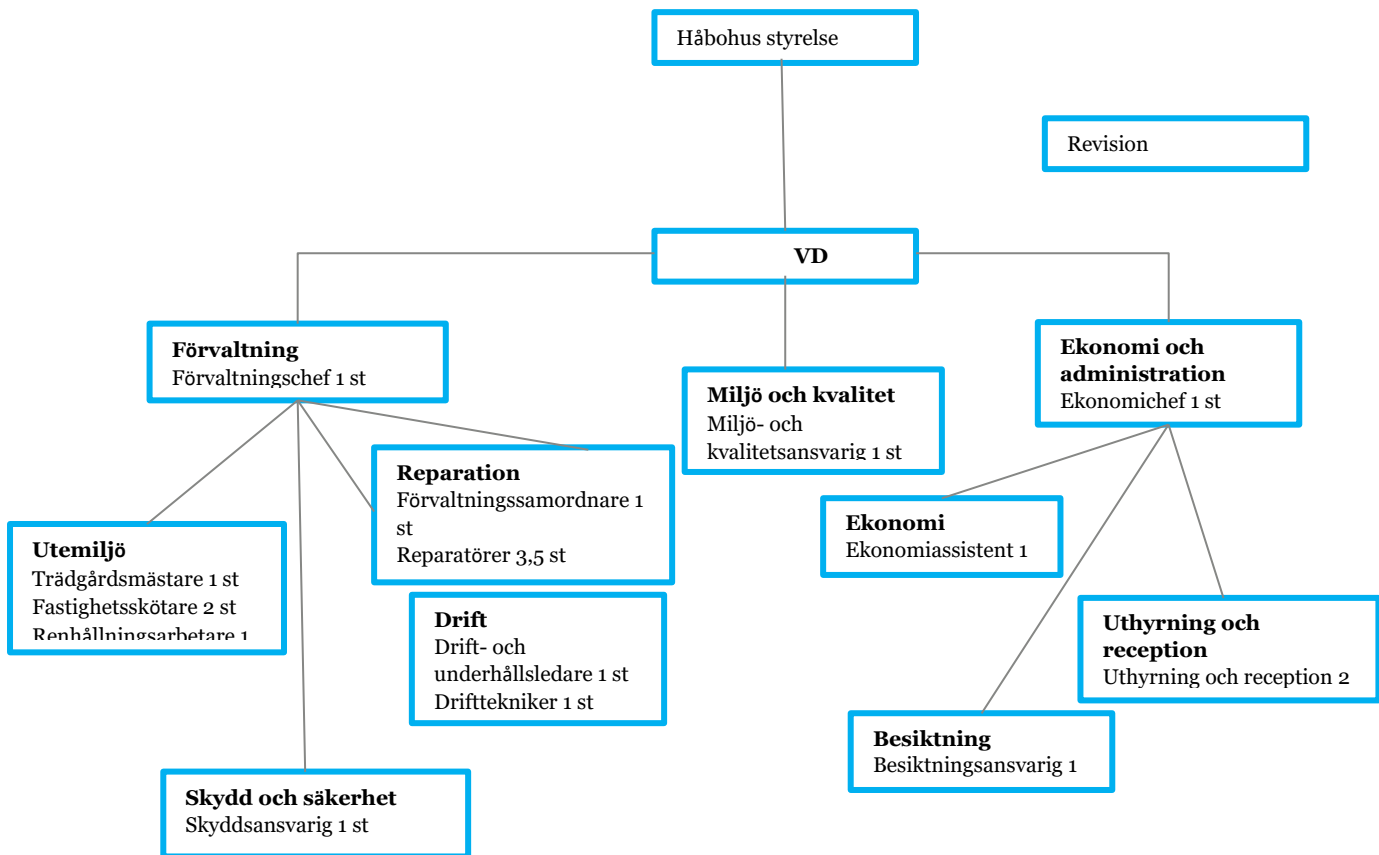 Håbohus styrelse
Revision
VD
Förvaltning
Förvaltningschef 1 st
Miljö och kvalitet
Miljö- och
kvalitetsansvarig 1 st
Ekonomi och
administration
Ekonomichef 1 st
Reparation
Förvaltningssamordnare 1
st
Reparatörer 3,5 st
Utemiljö
Trädgårdsmästare 1 st
Fastighetsskötare 2 st
Renhållningsarbetare 1
Drift
Drift- och
underhållsledare 1 st
Drifttekniker 1 st
Ekonomi
Ekonomiassistent 1
Uthyrning och
reception
Uthyrning och reception 2
Besiktning
Besiktningsansvarig 1
Skydd och säkerhet
Skyddsansvarig 1 st